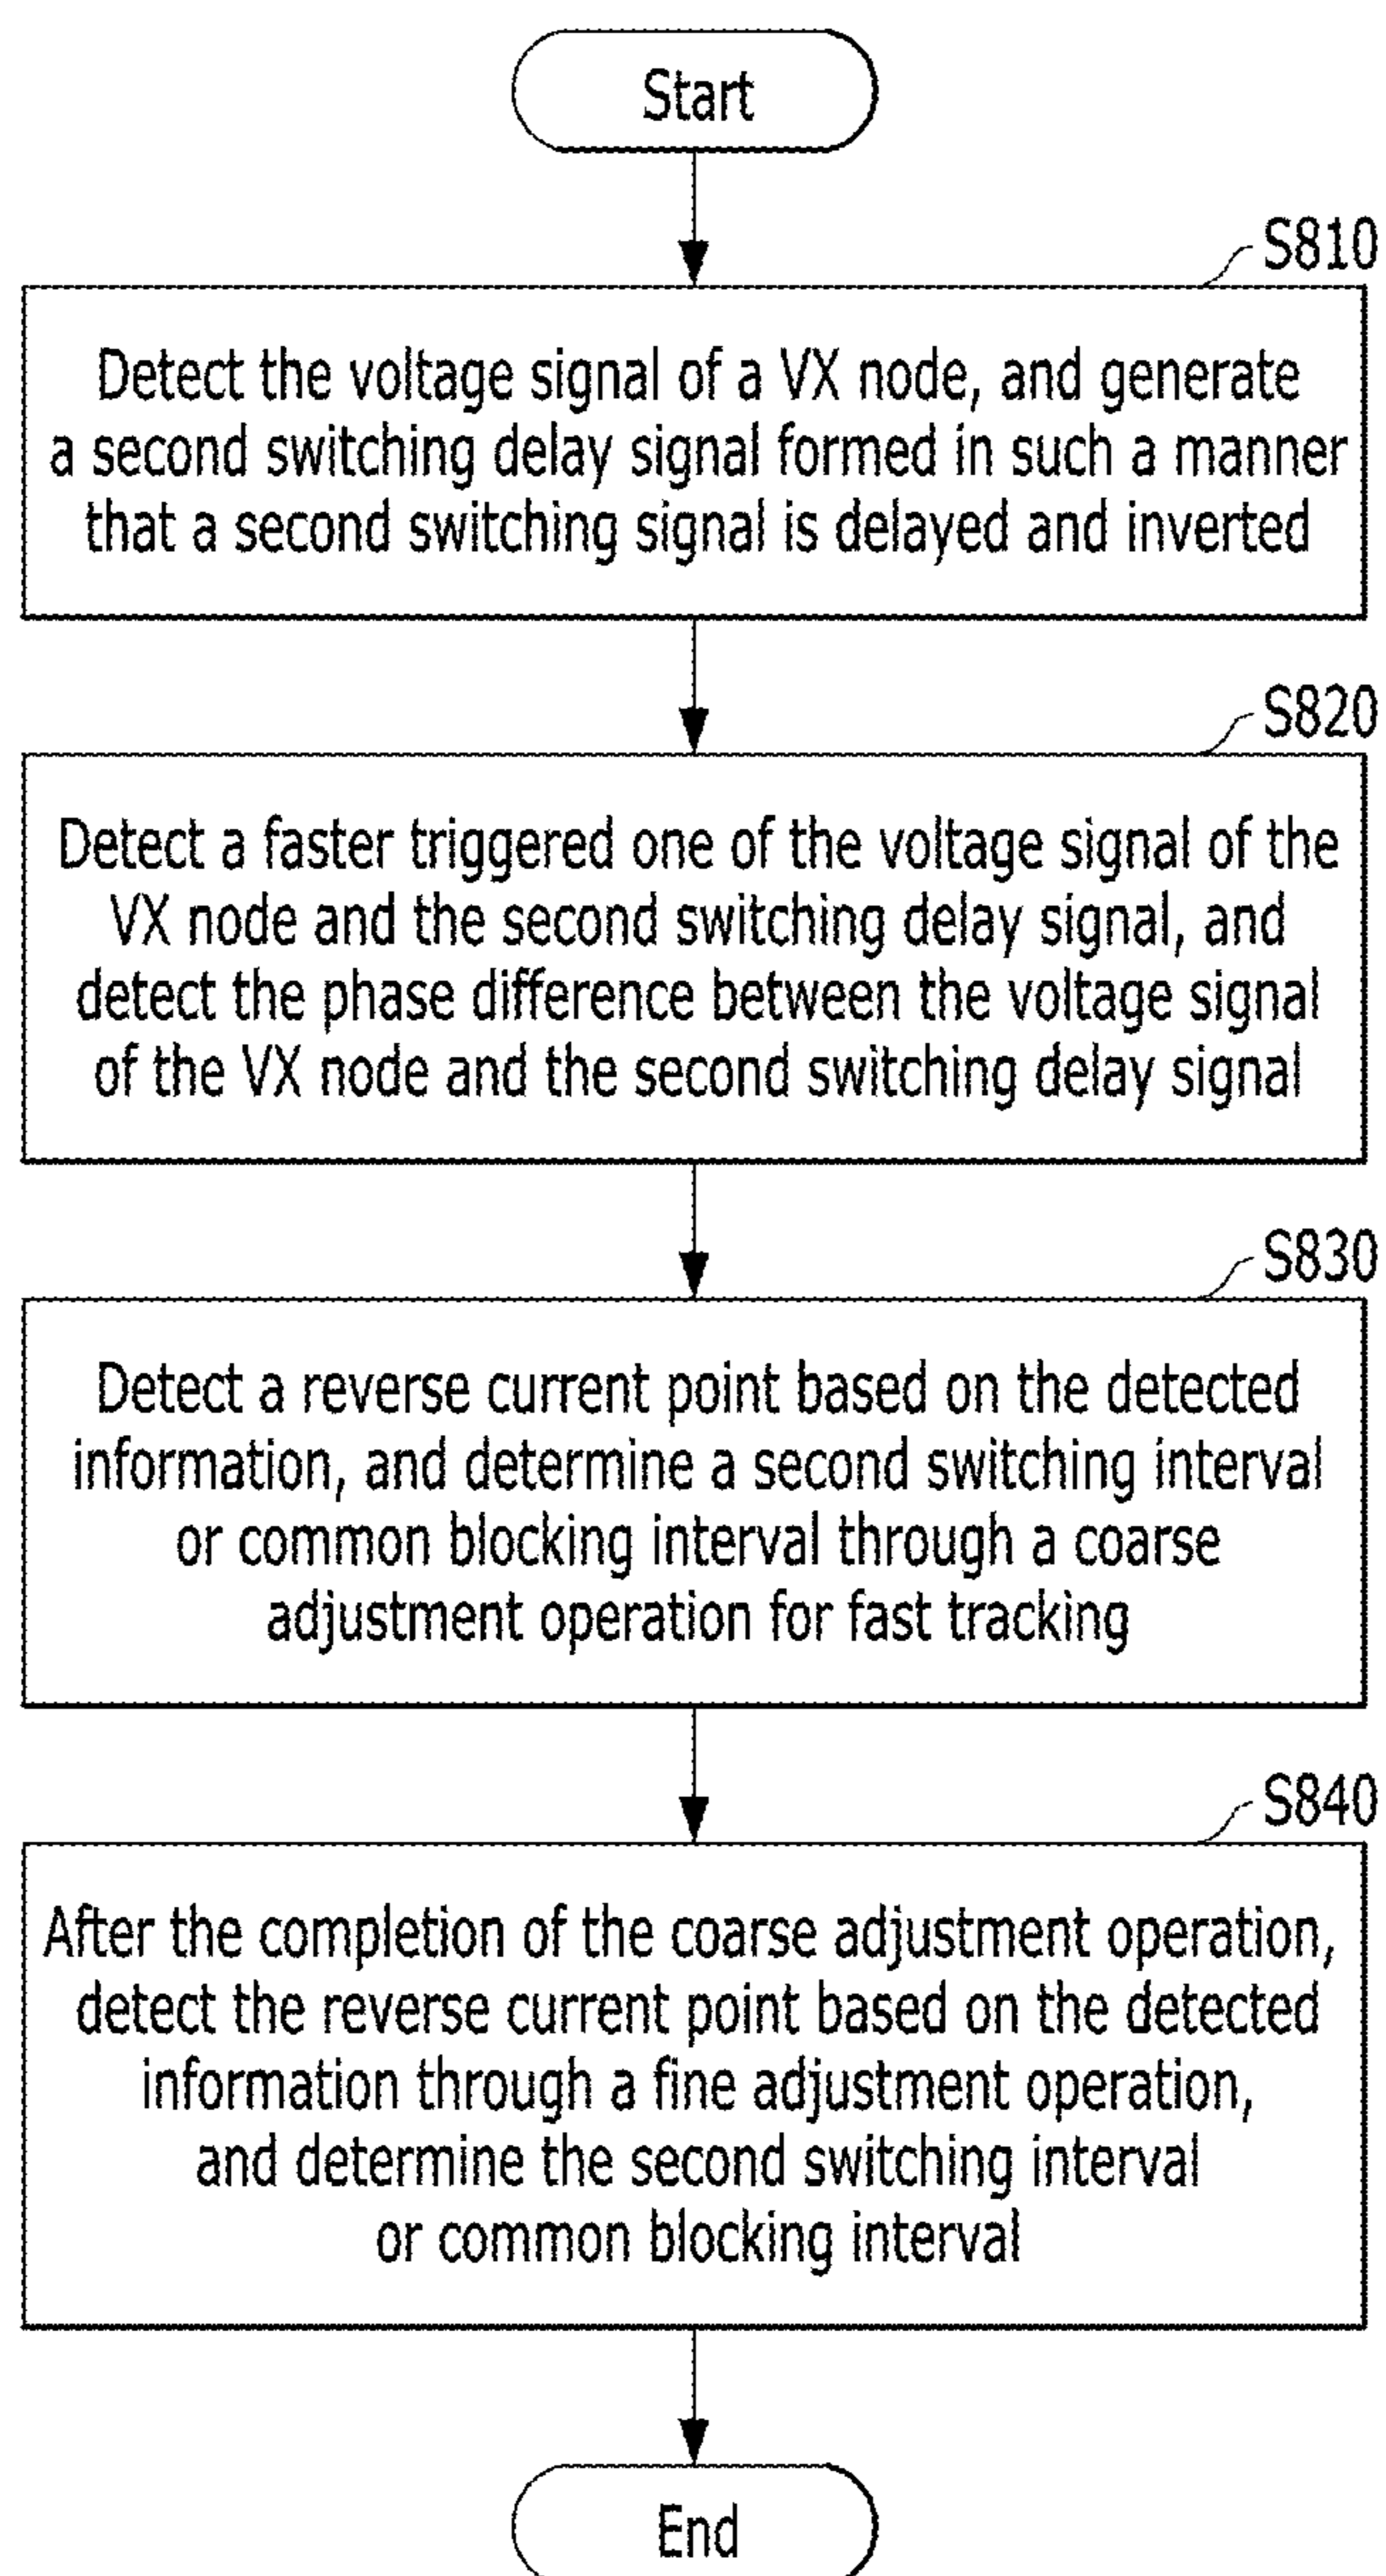 Start
S810
Detect the voltage signal of a VX node, and generate
a second switching delay signal formed in such a manner
that a second switching signal is delayed and inverted
S820
Detect a faster triggered one of the voltage signal of the
VX node and the second switching delay signal, and
detect the phase difference between the voltage signal
of the VX node and the second switching delay signal
S830
Detect a reverse current point based on the detected
information, and determine a second switching interval
or common blocking interval through a coarse
adjustment operation for fast tracking
S840
After the completion of the coarse adjustment operation,
detect the reverse current point based on the detected
information through a fine adjustment operation,
and determine the second switching interval
or common blocking interval
End